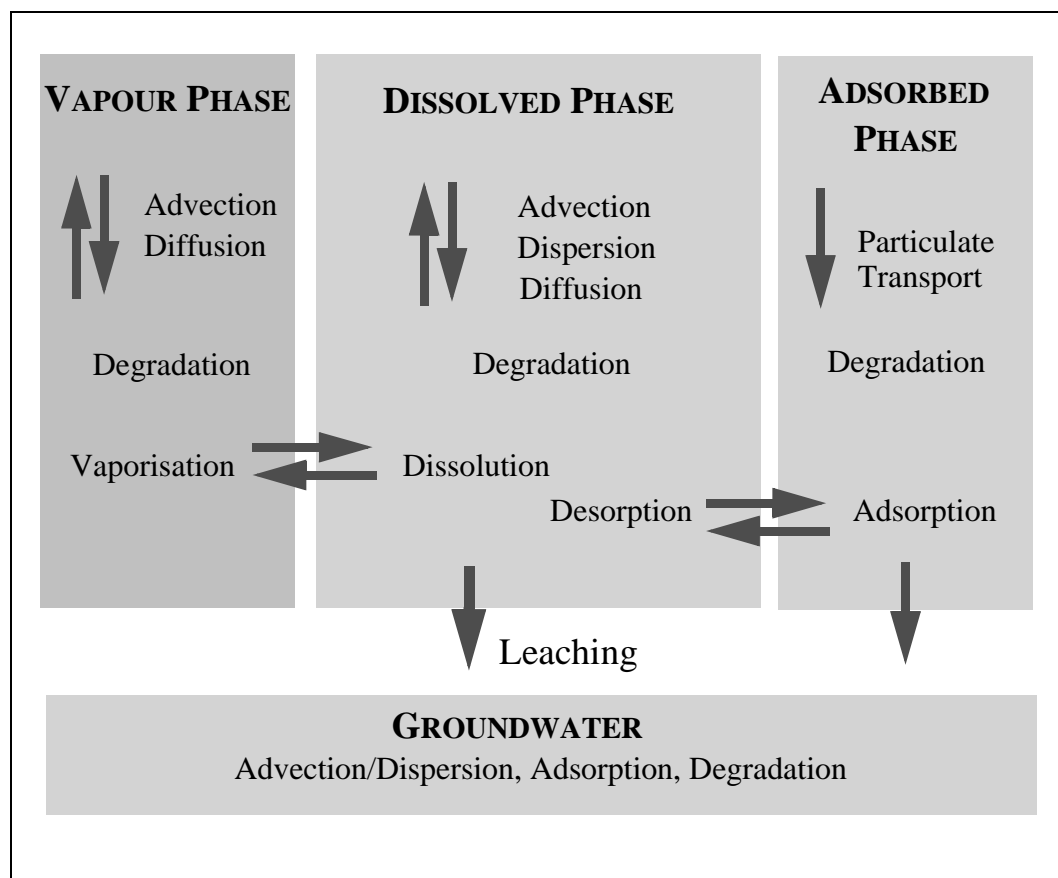 VAPOUR PHASE
Advection
Diffusion
Degradation
Vaporisation
DISSOLVED PHASE
Advection
Dispersion
Diffusion
Degradation
Dissolution
Desorption
ADSORBED
PHASE
Particulate
Transport
Degradation
Adsorption
Leaching
GROUNDWATER
Advection/Dispersion, Adsorption, Degradation